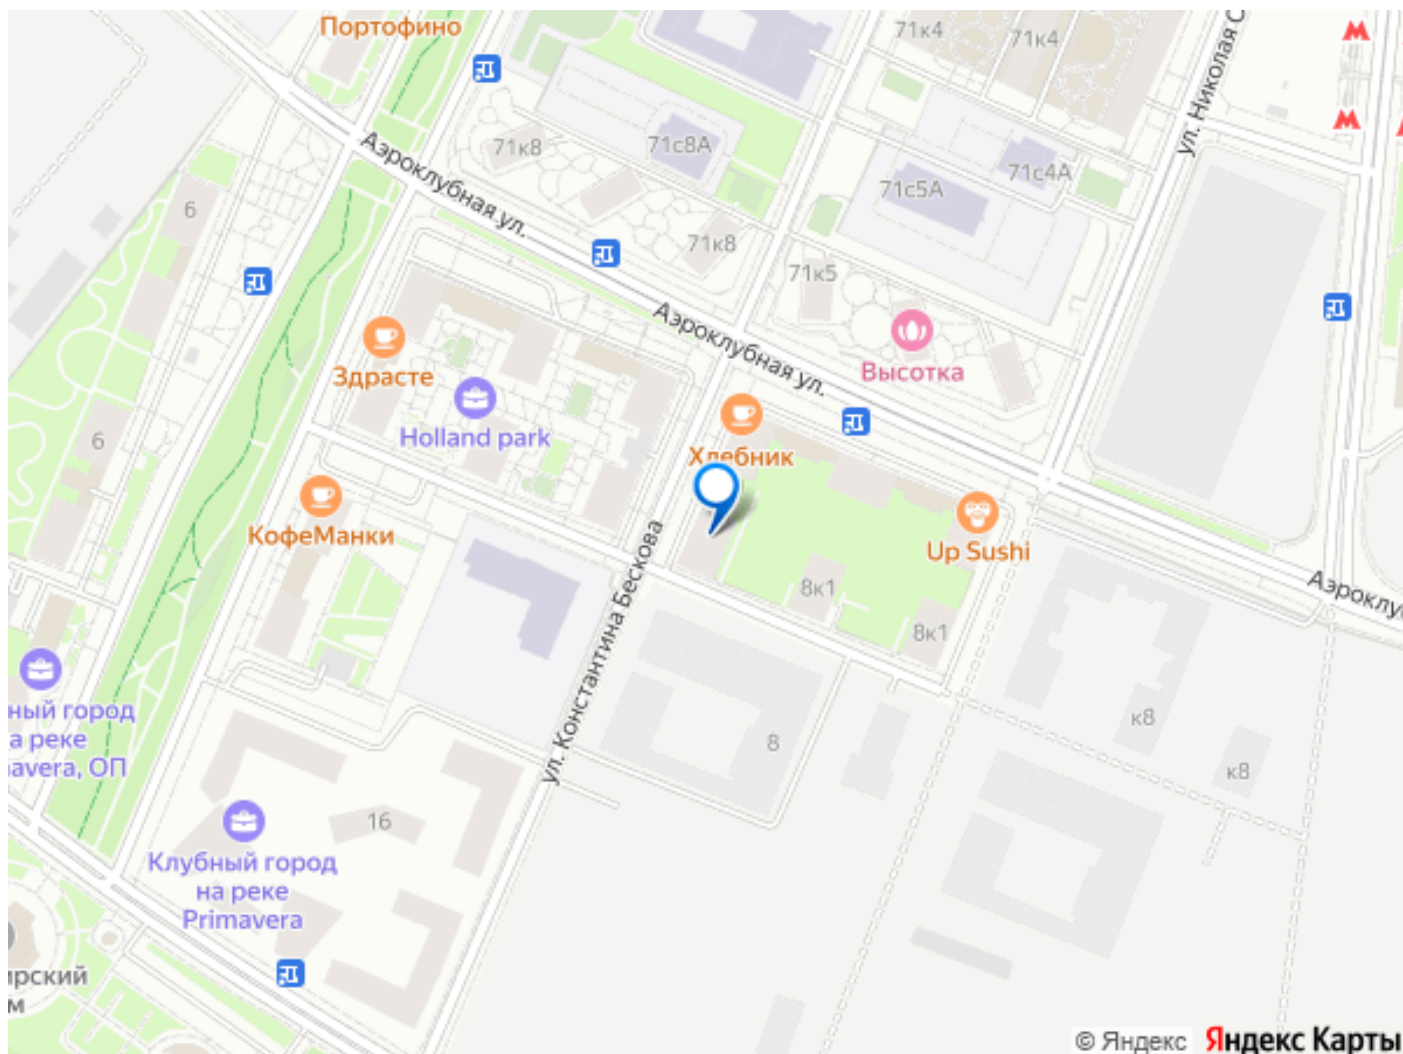 Портофино
71к4
71к4
ул. Николая С
71к8
71с8А
Аэроклубная ул.
71с4А
71с5А
6
71к8
71к5
Аэроклубная ул.
Высотка
Здрасте
Holland park
Хлебник
6
КофеМанки
Up Sushi
ул. Константина Бескова
8к1
Аэроклу
8к1
ный город
а реке
mavera, ОП
8
к8
к8
16
Клубный город
на реке
Primavera
ирский
м
© Яндекс Яндекс Карты